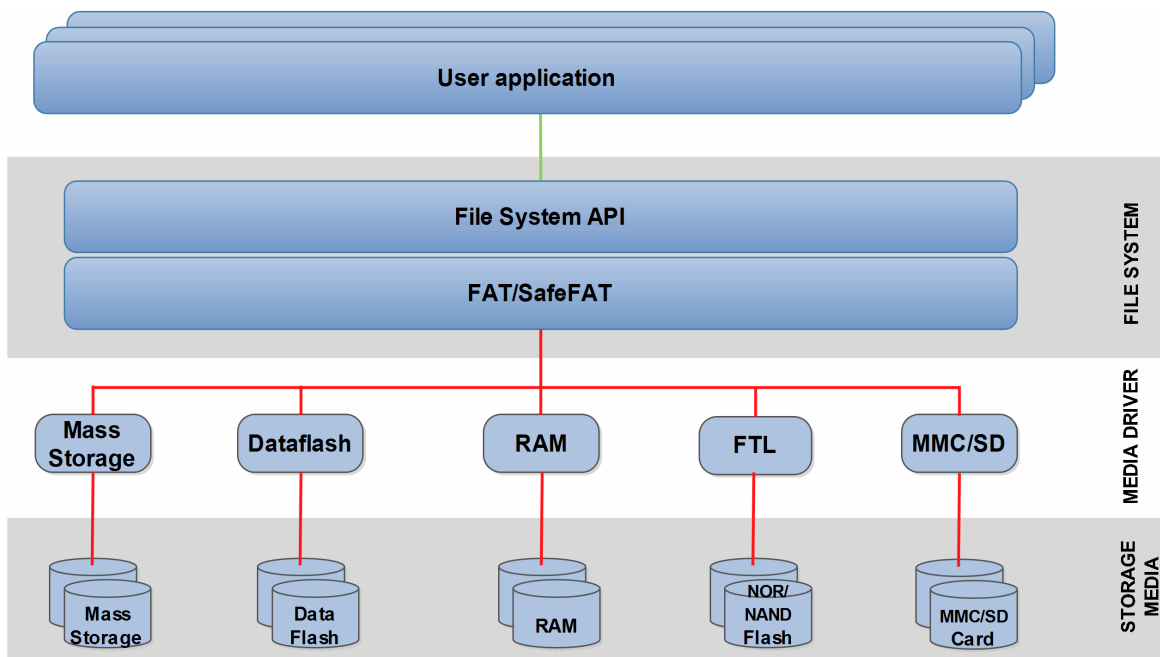 User application
File System API
FAT/SafeFAT
FILE SYSTEM
Mass
Storage
Dataflash
RAM
FTL
MMC/SD
MEDIA DRIVER
Mass
Storage
Data
Flash
RAM
NOR/
NAND
Flash
MMC/SD
Card
STORAGE
MEDIA